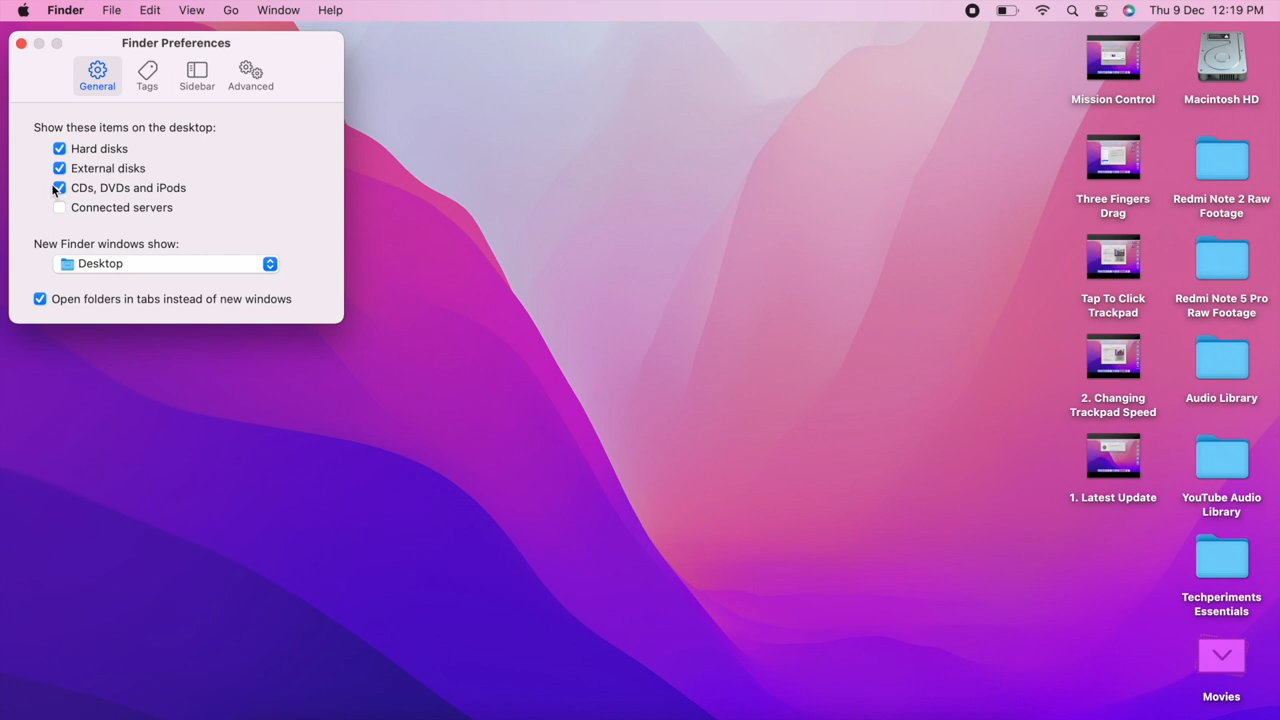 Finder File Edit View Go Window Help
Thu 9 Dec 12:19 PM
Finder Preferences
General
Tags
Sidebar
Advanced
Show these items on the desktop:
Hard disks
External disks
CDs, DVDs and iPods
Connected servers
New Finder windows show:
Desktop
Open folders in tabs instead of new windows
Mission Control
Macintosh HD
Three Fingers
Drag
Redmi Note 2 Raw
Footage
Tap To Click
Trackpad
Redmi Note 5 Pro
Raw Footage
2. Changing
Trackpad Speed
Audio Library
1. Latest Update
YouTube Audio
Library
Techperiments
Essentials
Movies